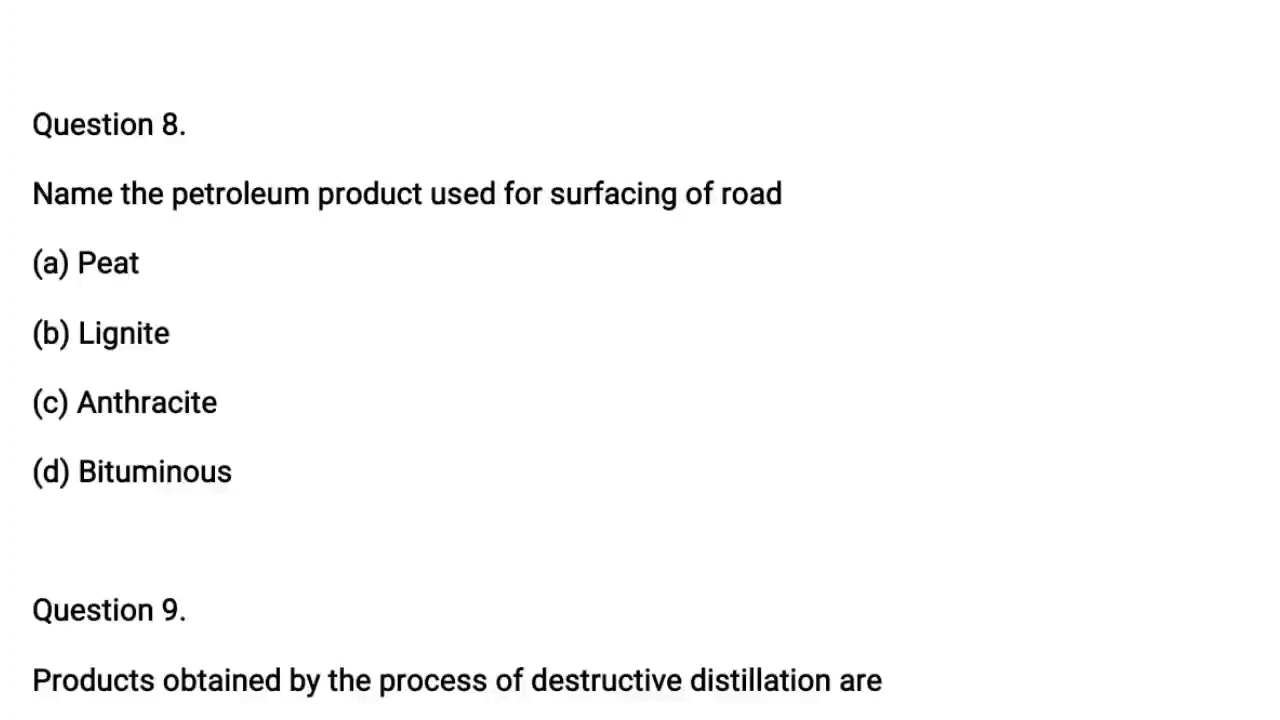 Question 8.
Name the petroleum product used for surfacing of road
(a) Peat
(b) Lignite
(c) Anthracite
(d) Bituminous
Question 9.
Products obtained by the process of destructive distillation are